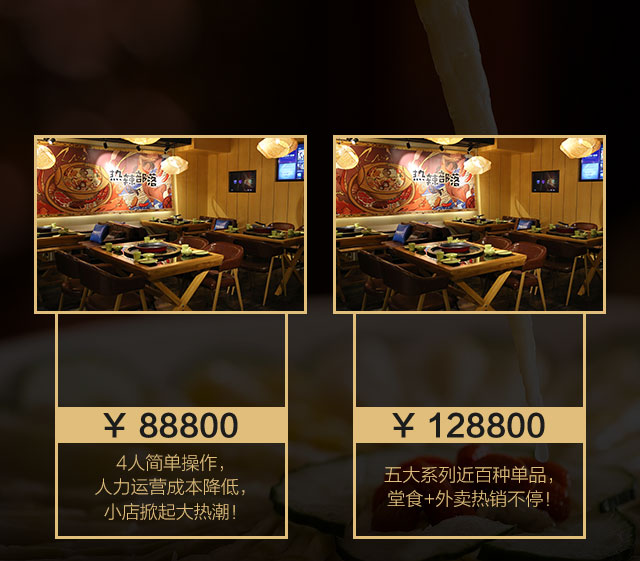 热辣部落
热辣部落
¥ 88800
4人简单操作，
人力运营成本降低，
小店掀起大热潮！
¥ 128800
五大系列近百种单品，
堂食+外卖热销不停！